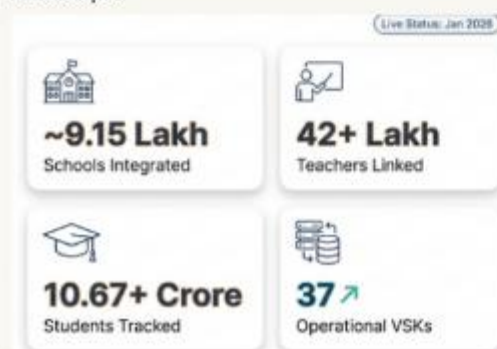 Live Status: Jan 2026
~9.15 Lakh
Schools Integrated
42+ Lakh
Teachers Linked
10.67+ Crore
Students Tracked
37
Operational VSKs